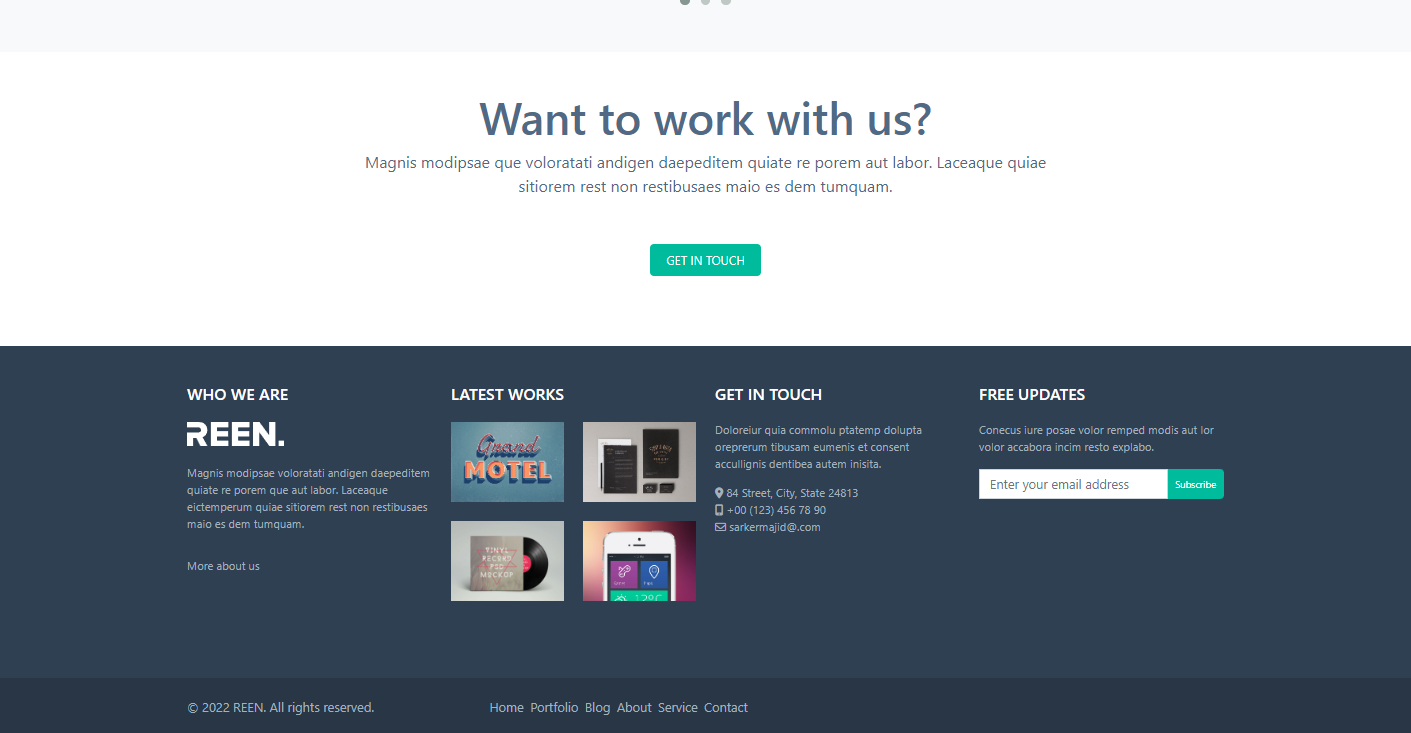 Want to work with us?
Magnis modipsae que voloratati andigen daepeditem quiate re porem aut labor. Laceaque quiae
sitiorem rest non restibusaes maio es dem tumquam.
GET IN TOUCH
WHO WE ARE
REEN.
Magnis modipsae voloratati andigen daepeditem
quiate re porem que aut labor. Laceaque
eictemperum quiae sitiorem rest non restibusaes
maio es dem tumquam.
More about us
LATEST WORKS
Grand
MOTEL
VINYL
RECORD
PSD
MOCKUP
12°C
GET IN TOUCH
Doloreiur quia commolu ptatemp dolupta
oreprerum tibusam eumenis et consent
accullignis dentibea autem inisita.
84 Street, City, State 24813
+00 (123) 456 78 90
sarkermajid@.com
FREE UPDATES
Conecus iure posae volor remped modis aut lor
volor accabora incim resto explabo.
Enter your email address
Subscribe
© 2022 REEN. All rights reserved.
Home Portfolio Blog About Service Contact